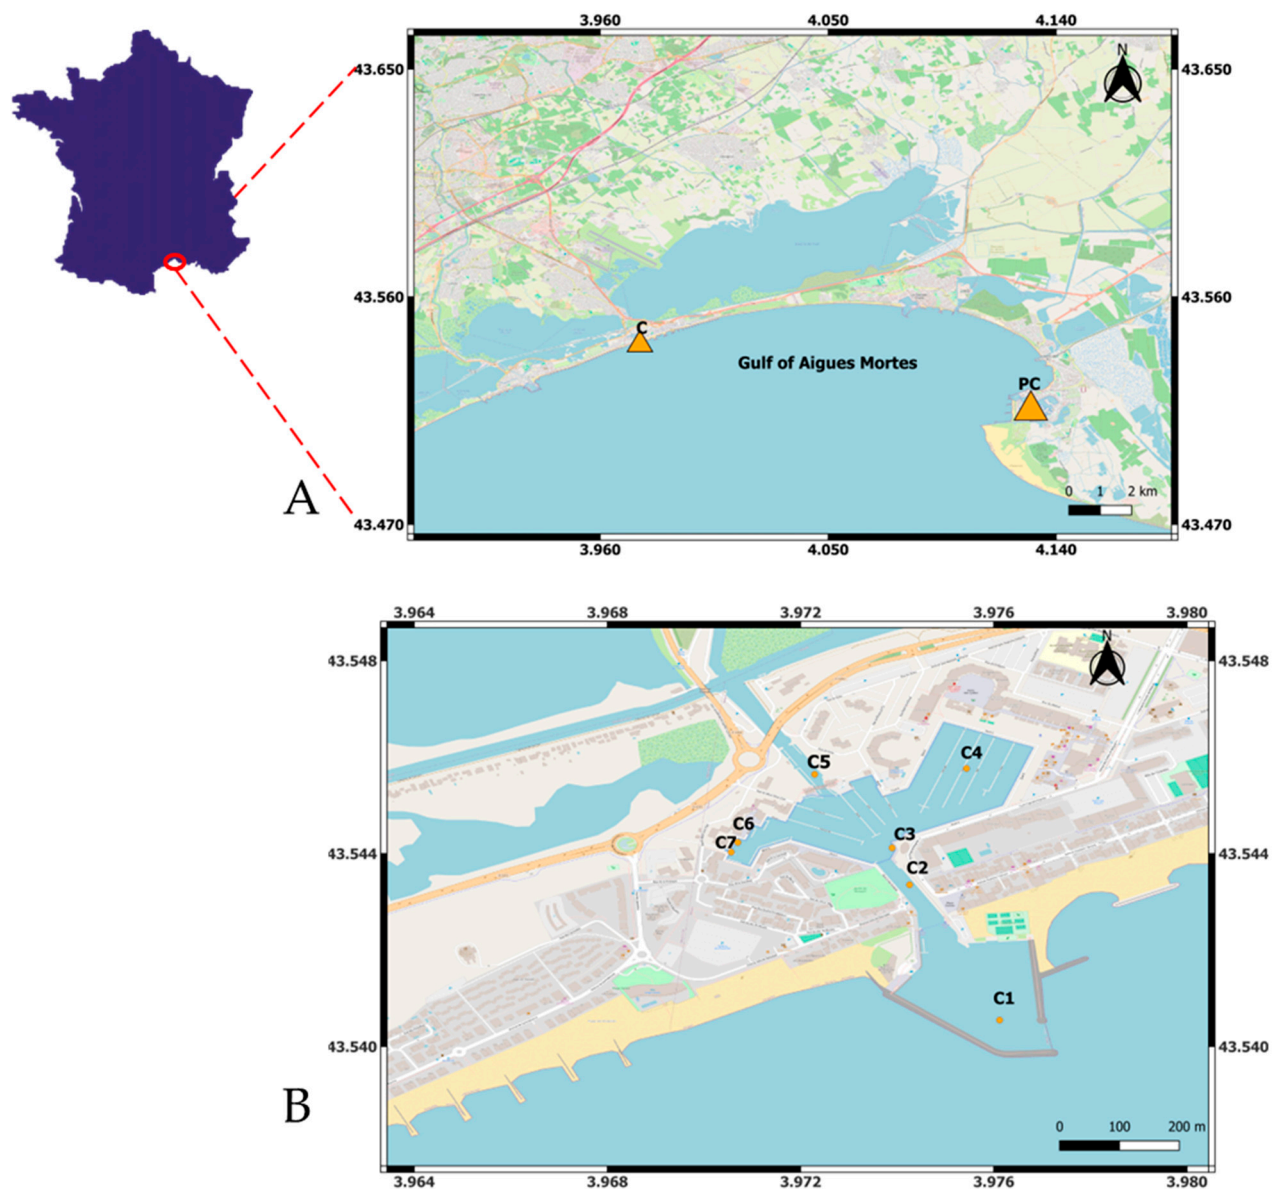 3.960 4.050 4.140
N
43.650 43.650
43.560 43.560
C
Gulf of Aigues Mortes
PC
0 1 2 km
A
43.470 43.470
3.960 4.050 4.140
3.964 3.968 3.972 3.976 3.980
N
43.548 43.548
C4
C5
C6
C3
C7
43.544 43.544
C2
C1
43.540 43.540
B
0 100 200 m
3.964 3.968 3.972 3.976 3.980